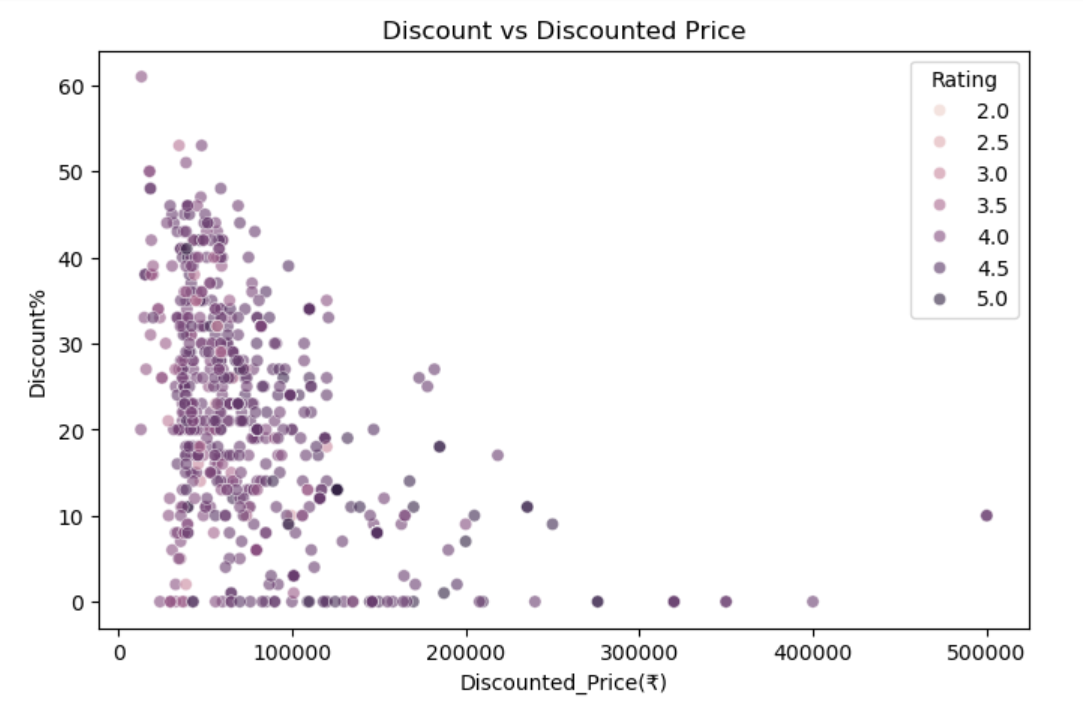 Discount vs Discounted Price
Rating
2.0
2.5
3.0
3.5
4.0
4.5
5.0
Discount%
60
50
40
30
20
10
0
0 100000 200000 300000 400000 500000
Discounted_Price(₹)